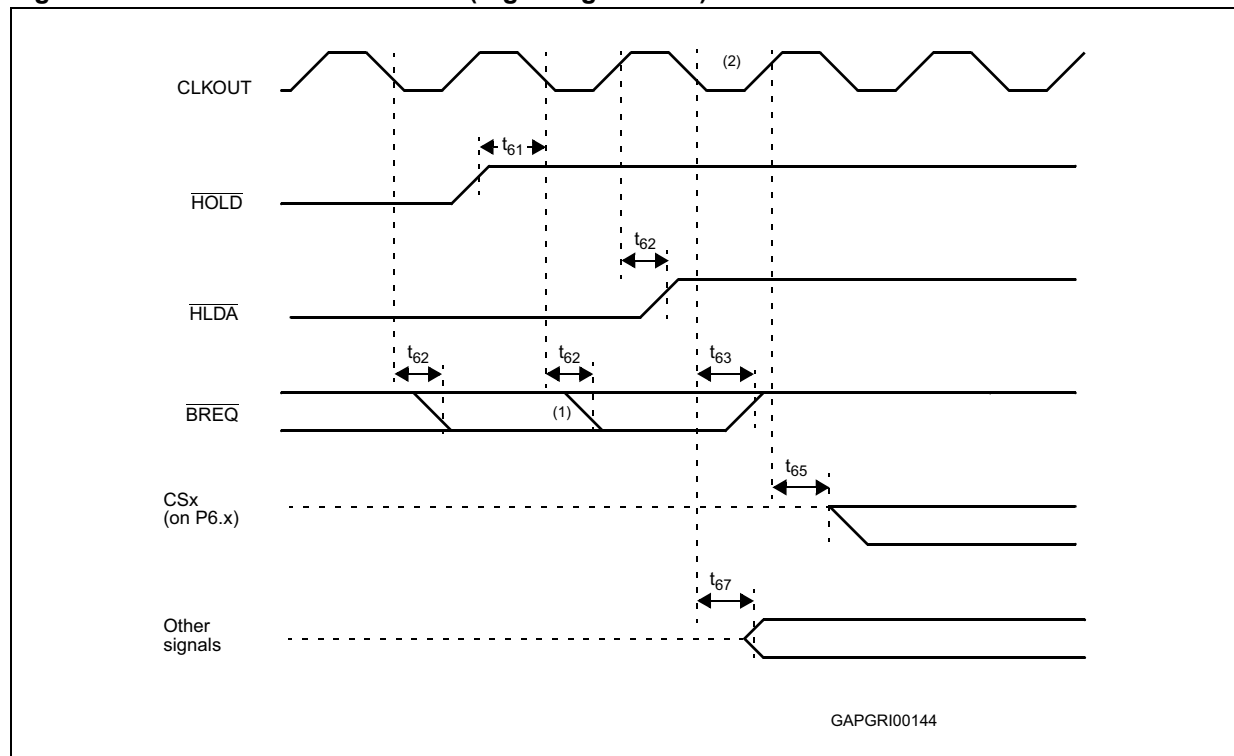 (2)
CLKOUT
t61
HOLD
t62
HLDA
t62
t62
t63
BREQ
(1)
t65
CSx
(on P6.x)
t67
Other
signals
GAPGRI00144